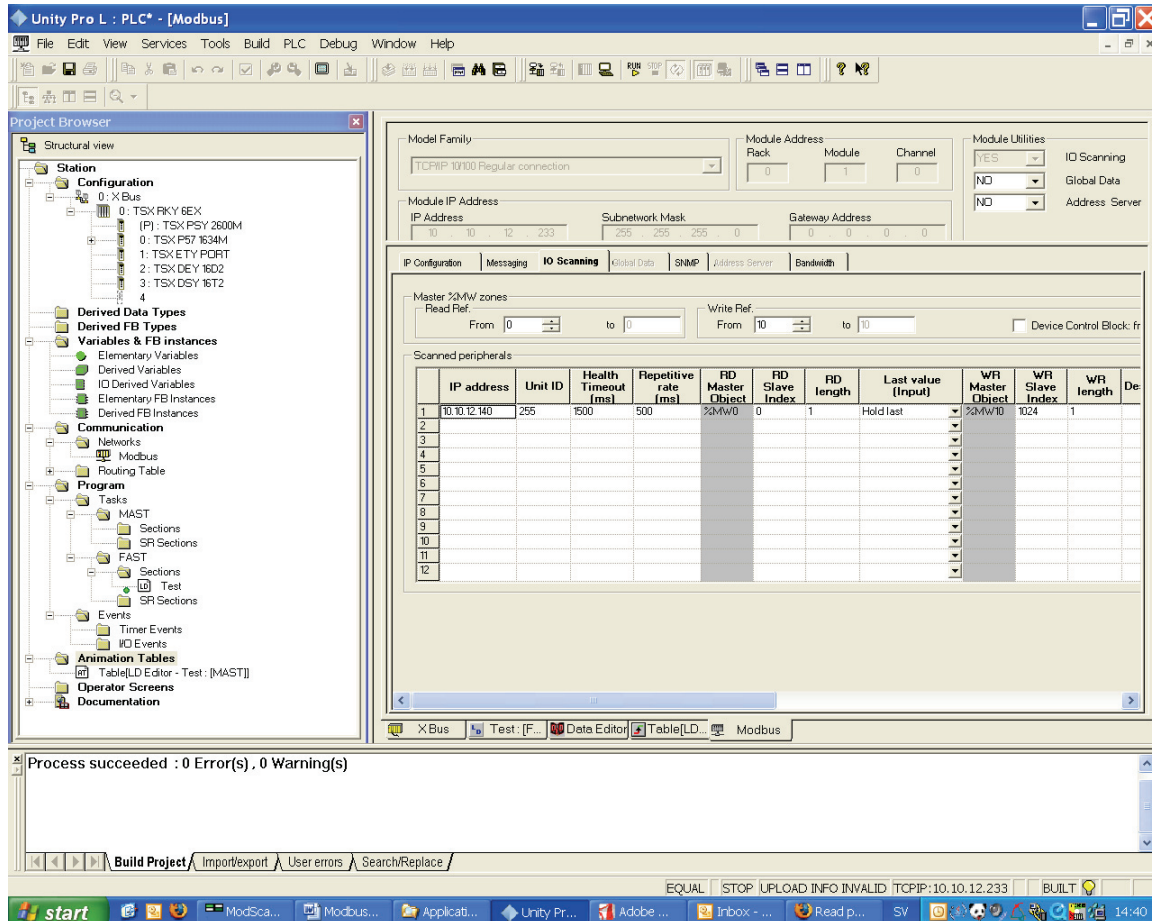 Unity Pro L : PLC* - [Modbus]
File Edit View Services Tools Build PLC Debug Window Help
Project Browser
Structural view
Station
Configuration
0 : X Bus
0 : TSX RKY 6EX
(P) : TSX PSY 2600M
0 : TSX P57 1634M
1: TSX ETY PORT
2 : TSX DEY 16D2
3 : TSX DSY 16T2
4
Derived Data Types
Derived FB Types
Variables & FB instances
Elementary Variables
Derived Variables
IO Derived Variables
Elementary FB Instances
Derived FB Instances
Communication
Networks
Modbus
Routing Table
Program
Tasks
MAST
Sections
SR Sections
FAST
Sections
LD Test
SR Sections
Events
Timer Events
I/O Events
Animation Tables
Table[LD Editor - Test : [MAST]]
Operator Screens
Documentation
Model Family
TCP/IP 10/100 Regular connection
Module Address
Rack Module Channel
0 1 0
Module Utilities
YES IO Scanning
NO Global Data
NO Address Server
Module IP Address
IP Address Subnetwork Mask Gateway Address
10 . 10 . 12 . 233 255 . 255 . 255 . 0 0 . 0 . 0 . 0
IP Configuration Messaging IO Scanning Global Data SNMP Address Server Bandwidth
Master %MW zones
Read Ref. Write Ref.
From 0 to 0 From 10 to 10 Device Control Block: fr
Scanned peripherals
IP address Unit ID Health Timeout (ms) Repetitive rate (ms) RD Master Object RD Slave Index RD length Last value (Input) WR Master Object WR Slave Index WR length De
1 10.10.12.140 255 1500 500 %MW0 0 1 Hold last %MW10 1024 1
2
3
4
5
6
7
8
9
10
11
12
X Bus Test : [F... Data Editor Table[LD... Modbus
Process succeeded : 0 Error(s) , 0 Warning(s)
Build Project Import/export User errors Search/Replace
EQUAL STOP UPLOAD INFO INVALID TCPIP:10.10.12.233 BUILT
start ModSca... Modbus... Applicati... Unity Pr... Adobe ... Inbox - ... Read p... SV 14:40